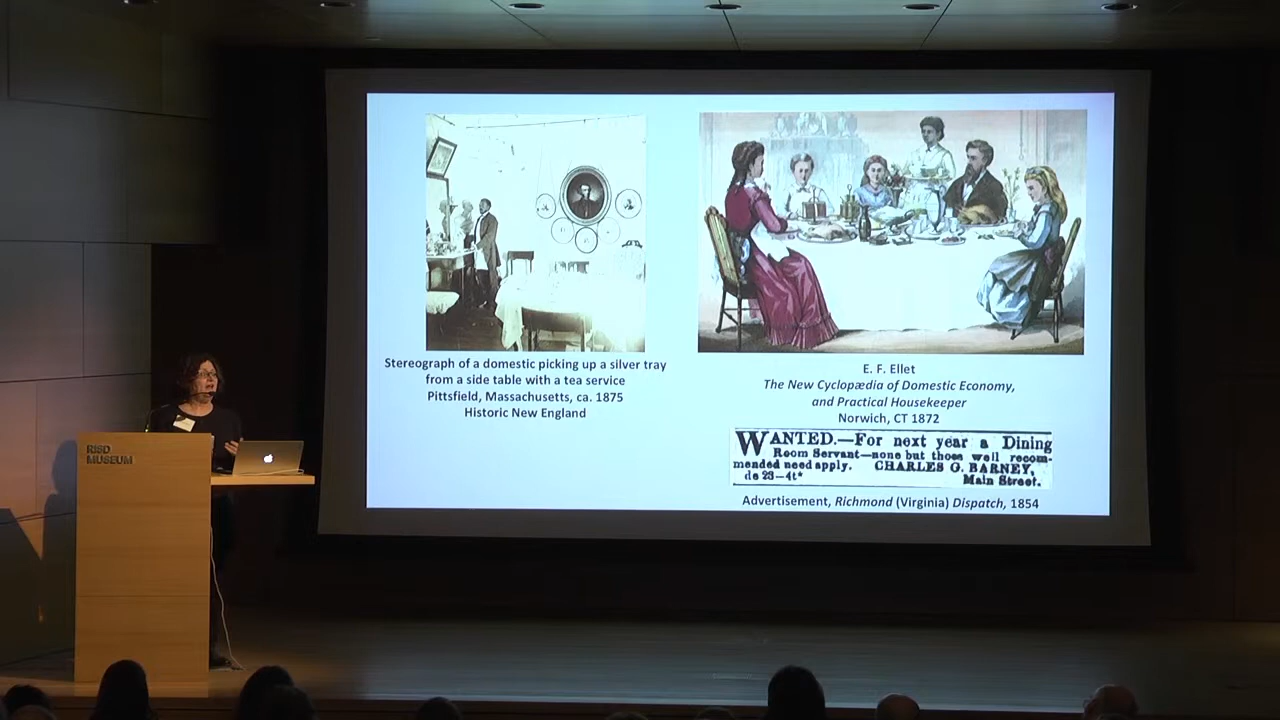 RISD
MUSEUM
Stereograph of a domestic picking up a silver tray
from a side table with a tea service
Pittsfield, Massachusetts, ca. 1875
Historic New England
E. F. Ellet
The New Cyclopædia of Domestic Economy,
and Practical Housekeeper
Norwich, CT 1872
WANTED.—For next year a Dining
Room Servant—none but those well recom-
mended need apply. CHARLES G. BARNEY,
de 23—4t* Main Street.
Advertisement, Richmond (Virginia) Dispatch, 1854